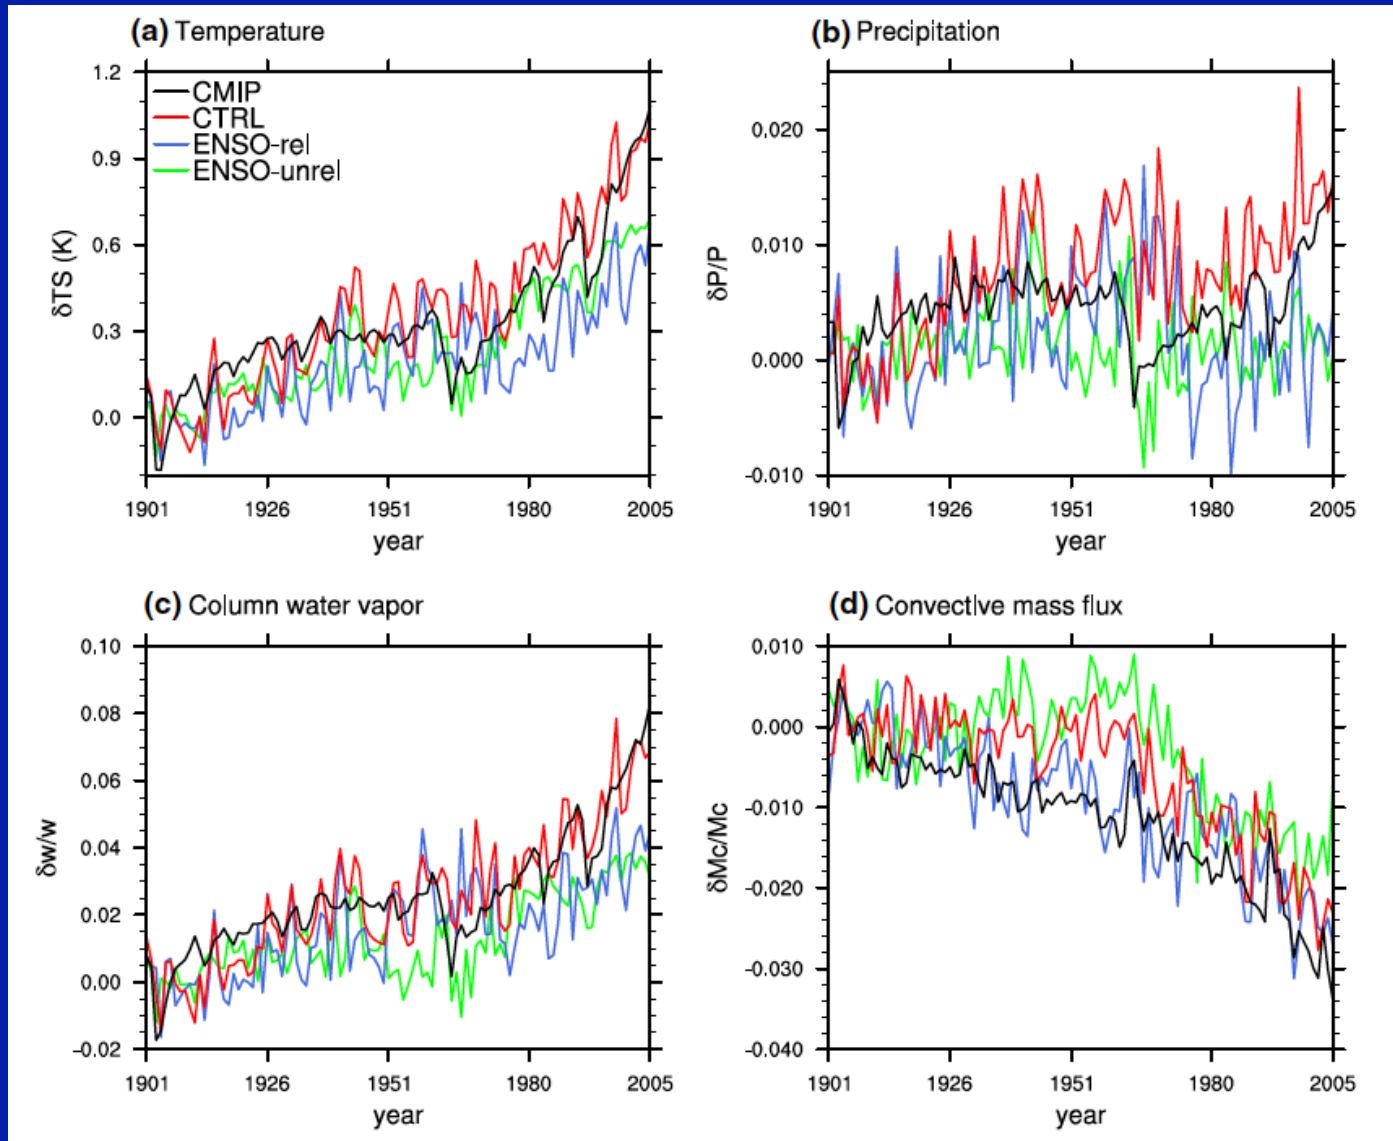 (a) Temperature
1.2
0.9
0.6
0.3
0.0
δTS (K)
CMIP
CTRL
ENSO-rel
ENSO-unrel
1901 1926 1951 1980 2005
year
(b) Precipitation
0.020
0.010
0.000
-0.010
δP/P
1901 1926 1951 1980 2005
year
(c) Column water vapor
0.10
0.08
0.06
0.04
0.02
0.00
-0.02
δw/w
1901 1926 1951 1980 2005
year
(d) Convective mass flux
0.010
0.000
-0.010
-0.020
-0.030
-0.040
δMc/Mc
1901 1926 1951 1980 2005
year